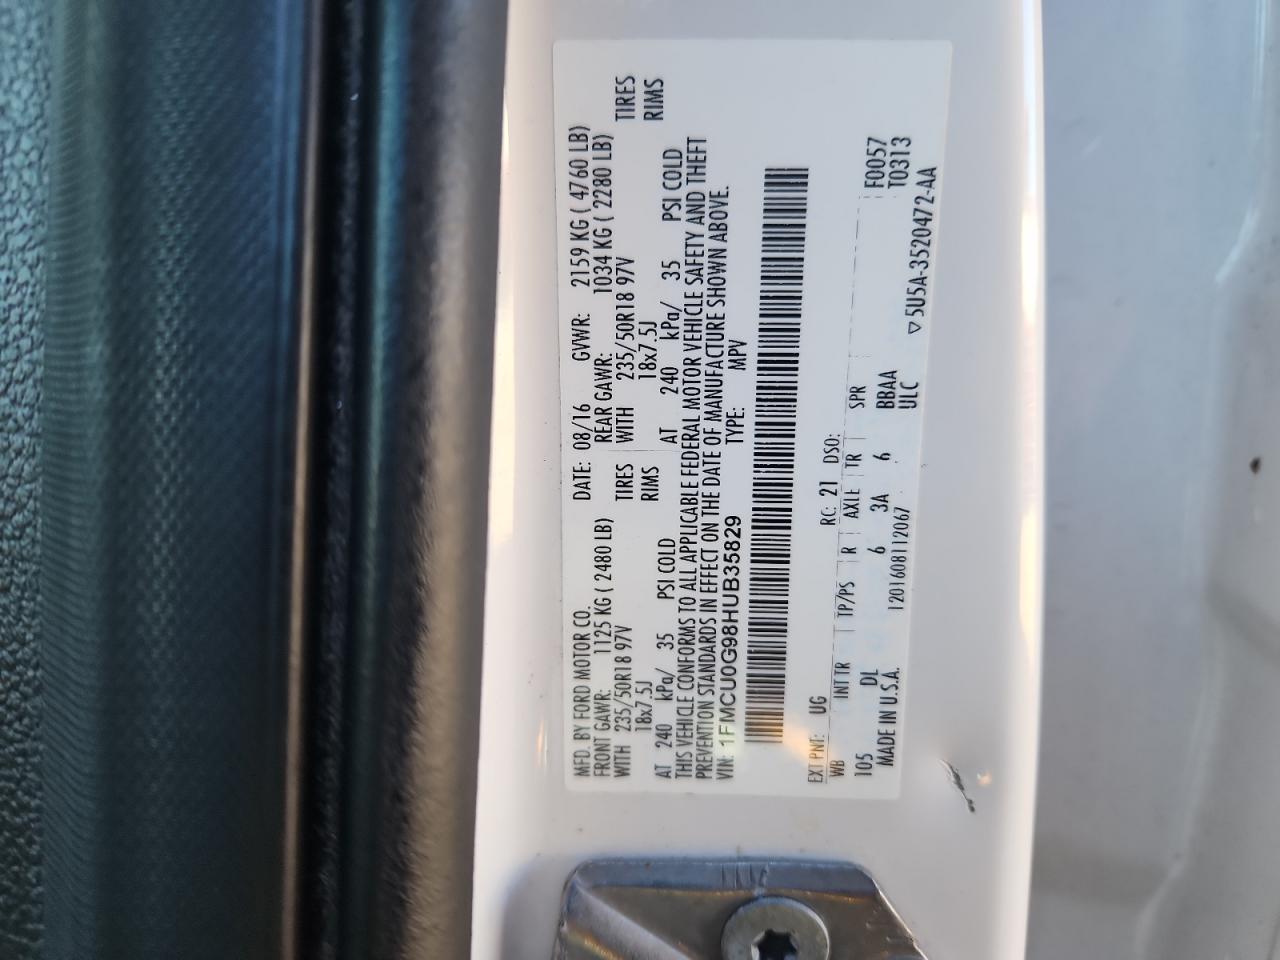 MFD. BY FORD MOTOR CO. DATE: 08/16 GVWR: 2159 KG ( 4760 LB)
FRONT GAWR: 1125 KG ( 2480 LB) REAR GAWR: 1034 KG ( 2280 LB)
WITH 235/50R18 97V TIRES WITH 235/50R18 97V TIRES
18x7.5J RIMS 18x7.5J RIMS
AT 240 kPa/ 35 PSI COLD AT 240 kPa/ 35 PSI COLD
THIS VEHICLE CONFORMS TO ALL APPLICABLE FEDERAL MOTOR VEHICLE SAFETY AND THEFT
PREVENTION STANDARDS IN EFFECT ON THE DATE OF MANUFACTURE SHOWN ABOVE.
VIN: 1FMCU0G98HUB35829 TYPE: MPV
EXT PNT: UG RC: 21 DSO:
WB INT TR TP/PS R AXLE TR SPR F0057
105 DL 6 3A 6 BBAA T0313
MADE IN U.S.A. 1201608112067 ULC ▽5U5A-3520472-AA